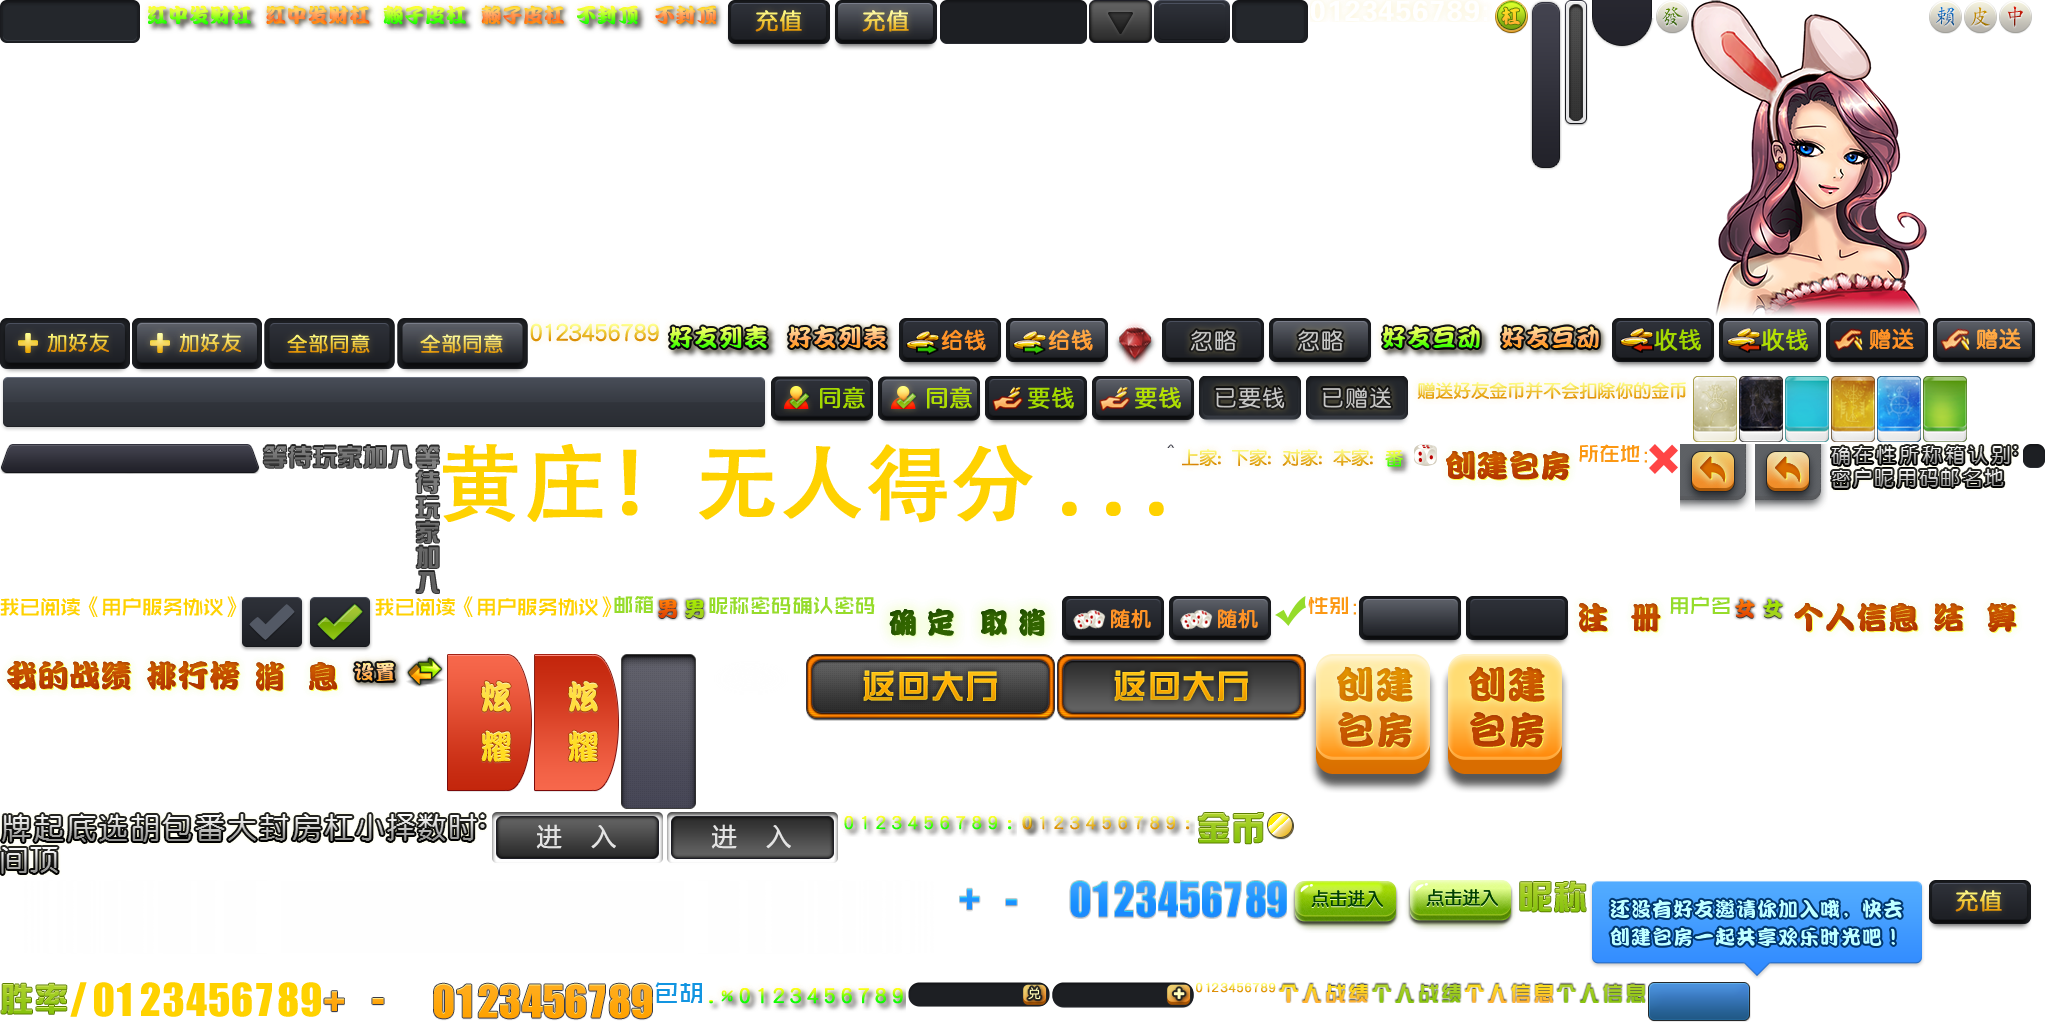 红中发财杠 红中发财杠 赖子皮杠 赖子皮杠 不封顶 不封顶 充值 充值 0123456789 杠 發 賴 皮 中
加好友 加好友 全部同意 全部同意 0123456789 好友列表 好友列表 给钱 给钱 忽略 忽略 好友互动 好友互动 收钱 收钱 赠送 赠送
同意 同意 要钱 要钱 已要钱 已赠送 赠送好友金币并不会扣除你的金币
等待玩家加入 等待玩家加入 黄庄！无人得分... 上家: 下家: 对家: 本家: 番 创建包房 所在地: 确在性所称箱认别:
密户昵用码邮名地
我已阅读《用户服务协议》 我已阅读《用户服务协议》 邮箱 男 男 昵称密码确认密码 确定 取消 随机 随机 性别: 注 册 用户名 女 女 个人信息 结 算
我的战绩 排行榜 消 息 设置 炫耀 炫耀 返回大厅 返回大厅 创建包房 创建包房
牌起底选胡包番大封房杠小择数时: 进 入 进 入 0123456789: 0123456789: 金币
间顶
+ - 0123456789 点击进入 点击进入 昵称 还没有好友邀请你加入哦，快去 充值
创建包房一起共享欢乐时光吧！
胜率/0123456789+ - 0123456789 包胡 .%0123456789 兑 0123456789 个人战绩 个人战绩 个人信息 个人信息